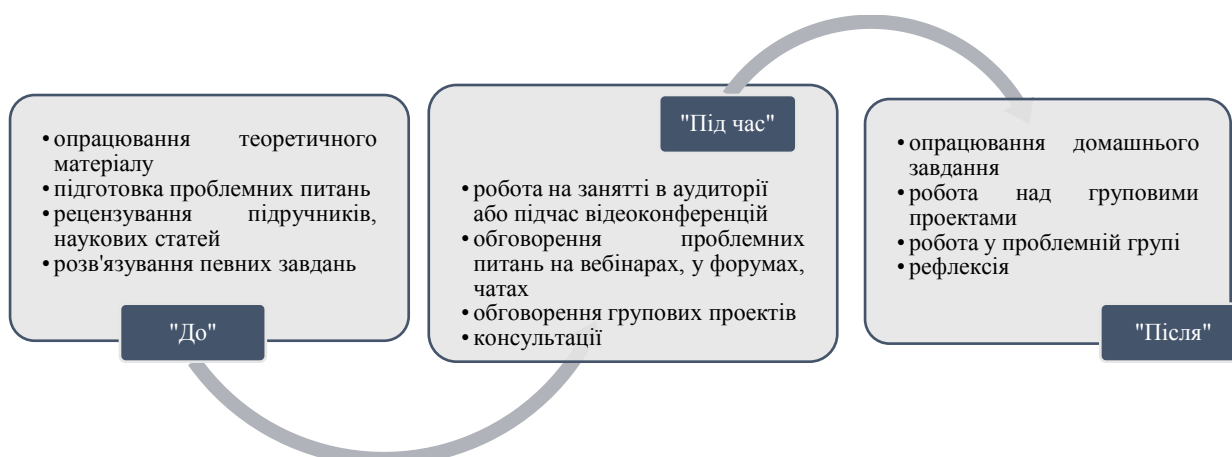 • опрацювання теоретичного
матеріалу
• підготовка проблемних питань
• рецензування підручників,
наукових статей
• розв'язування певних завдань
"До"
"Під час"
• робота на занятті в аудиторії
або підчас відеоконференцій
• обговорення проблемних
питань на вебінарах, у форумах,
чатах
• обговорення групових проектів
• консультації
• опрацювання домашнього
завдання
• робота над груповими
проектами
• робота у проблемній групі
• рефлексія
"Після"